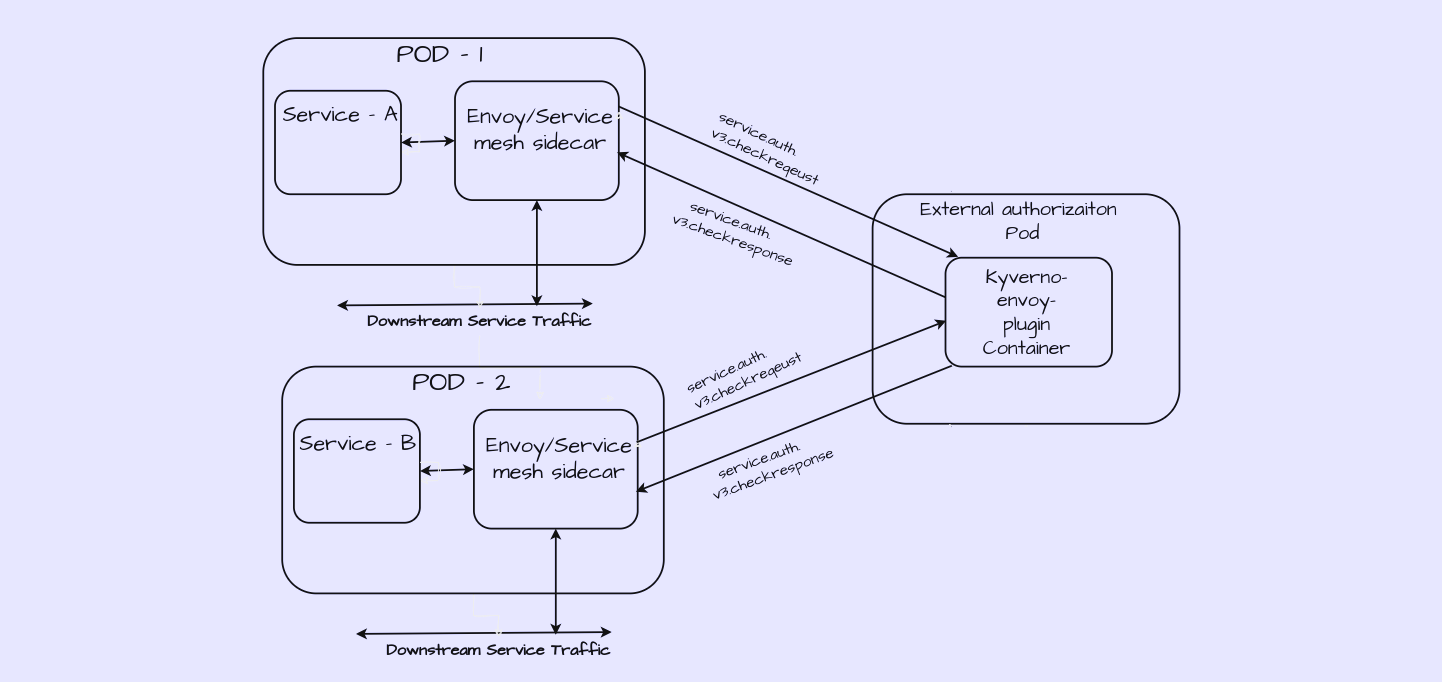 POD - 1
Service - A
Envoy/Service
mesh sidecar
service.auth.
v3.checkreqeust
service.auth.
v3.checkresponse
External authorizaiton
Pod
Kyverno-
envoy-
plugin
Container
Downstream Service Traffic
POD - 2
Service - B
Envoy/Service
mesh sidecar
service.auth.
v3.checkreqeust
service.auth.
v3.checkresponse
Downstream Service Traffic